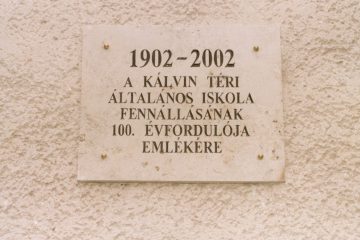 1902-2002
A KÁLVIN TÉRI
ÁLTALÁNOS ISKOLA
FENNÁLLÁSÁNAK
100. ÉVFORDULÓJA
EMLÉKÉRE